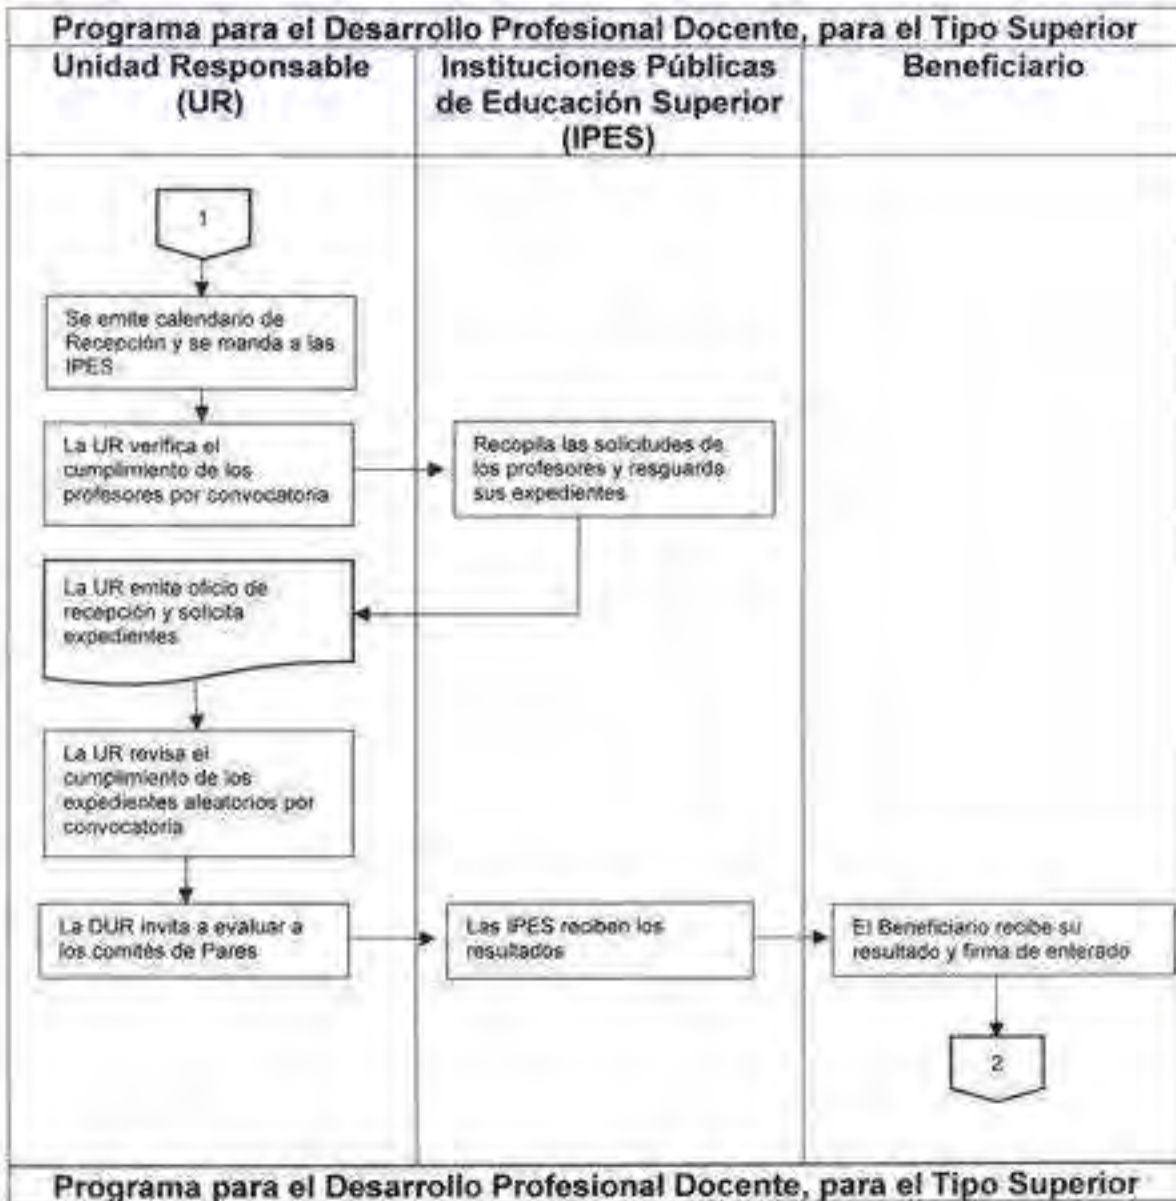 Programa para el Desarrollo Profesional Docente, para el Tipo Superior
Unidad Responsable
(UR)
Instituciones Públicas
de Educación Superior
(IPES)
Beneficiario
1
Se emite calendario de
Recepción y se manda a las
IPES
La UR verifica el
cumplimiento de los
profesores por convocatoria
Recopila las solicitudes de
los profesores y resguarda
sus expedientes
La UR emite oficio de
recepción y solicita
expedientes
La UR revisa el
cumplimiento de los
expedientes aleatorios por
convocatoria
La DUR invita a evaluar a
los comités de Pares
Las IPES reciben los
resultados
El Beneficiario recibe su
resultado y firma de enterado
2
Programa para el Desarrollo Profesional Docente, para el Tipo Superior